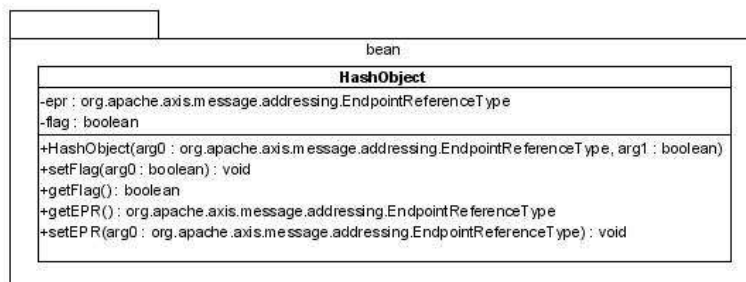 bean
HashObject
-epr : org.apache.axis.message.addressing.EndpointReferenceType
-flag : boolean
+HashObject(arg0 : org.apache.axis.message.addressing.EndpointReferenceType, arg1 : boolean)
+setFlag(arg0 : boolean) : void
+getFlag() : boolean
+getEPR() : org.apache.axis.message.addressing.EndpointReferenceType
+setEPR(arg0 : org.apache.axis.message.addressing.EndpointReferenceType) : void